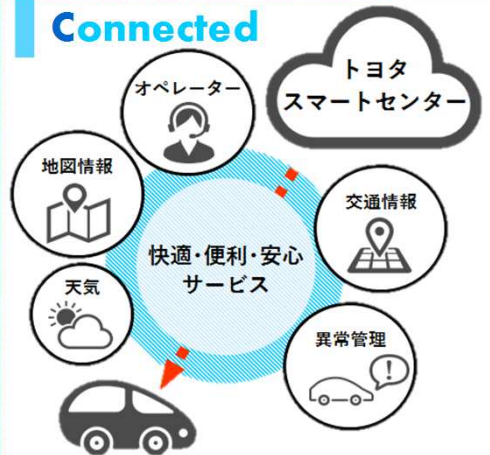 Connected
トヨタ
スマートセンター
オペレーター
地図情報
交通情報
快適・便利・安心
サービス
天気
異常管理
!